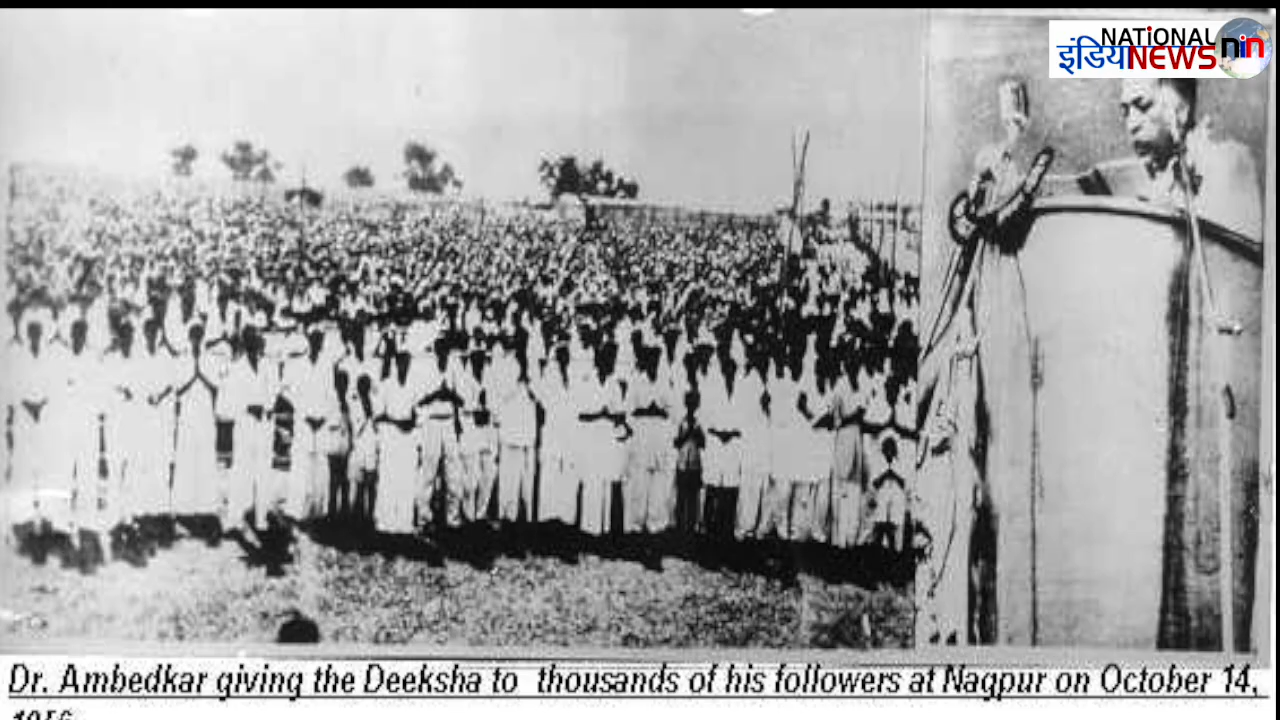 NATiONAL
इंडियाNEWS nin
Dr. Ambedkar giving the Deeksha to thousands of his followers at Nagpur on October 14,